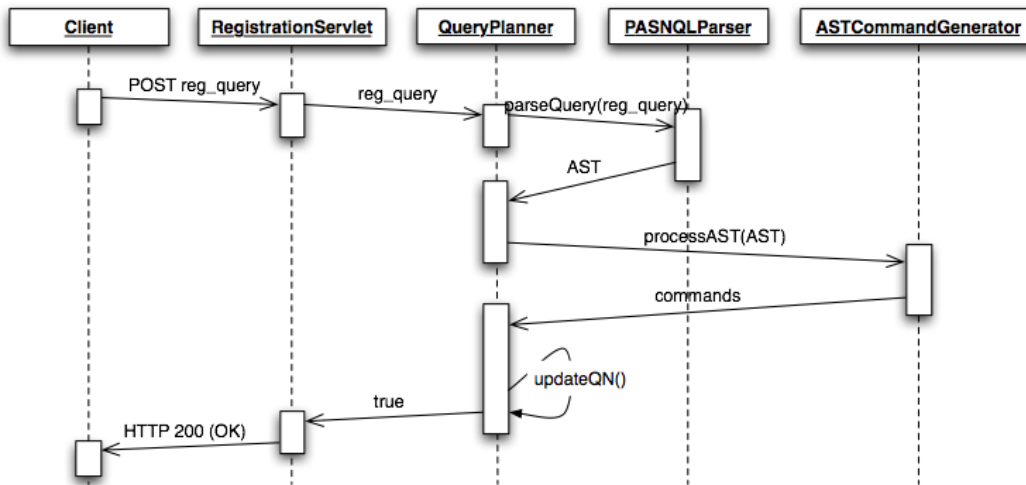 Client
RegistrationServlet
QueryPlanner
PASNQLParser
ASTCommandGenerator
POST reg_query
reg_query
parseQuery(reg_query)
AST
processAST(AST)
commands
updateQN()
true
HTTP 200 (OK)